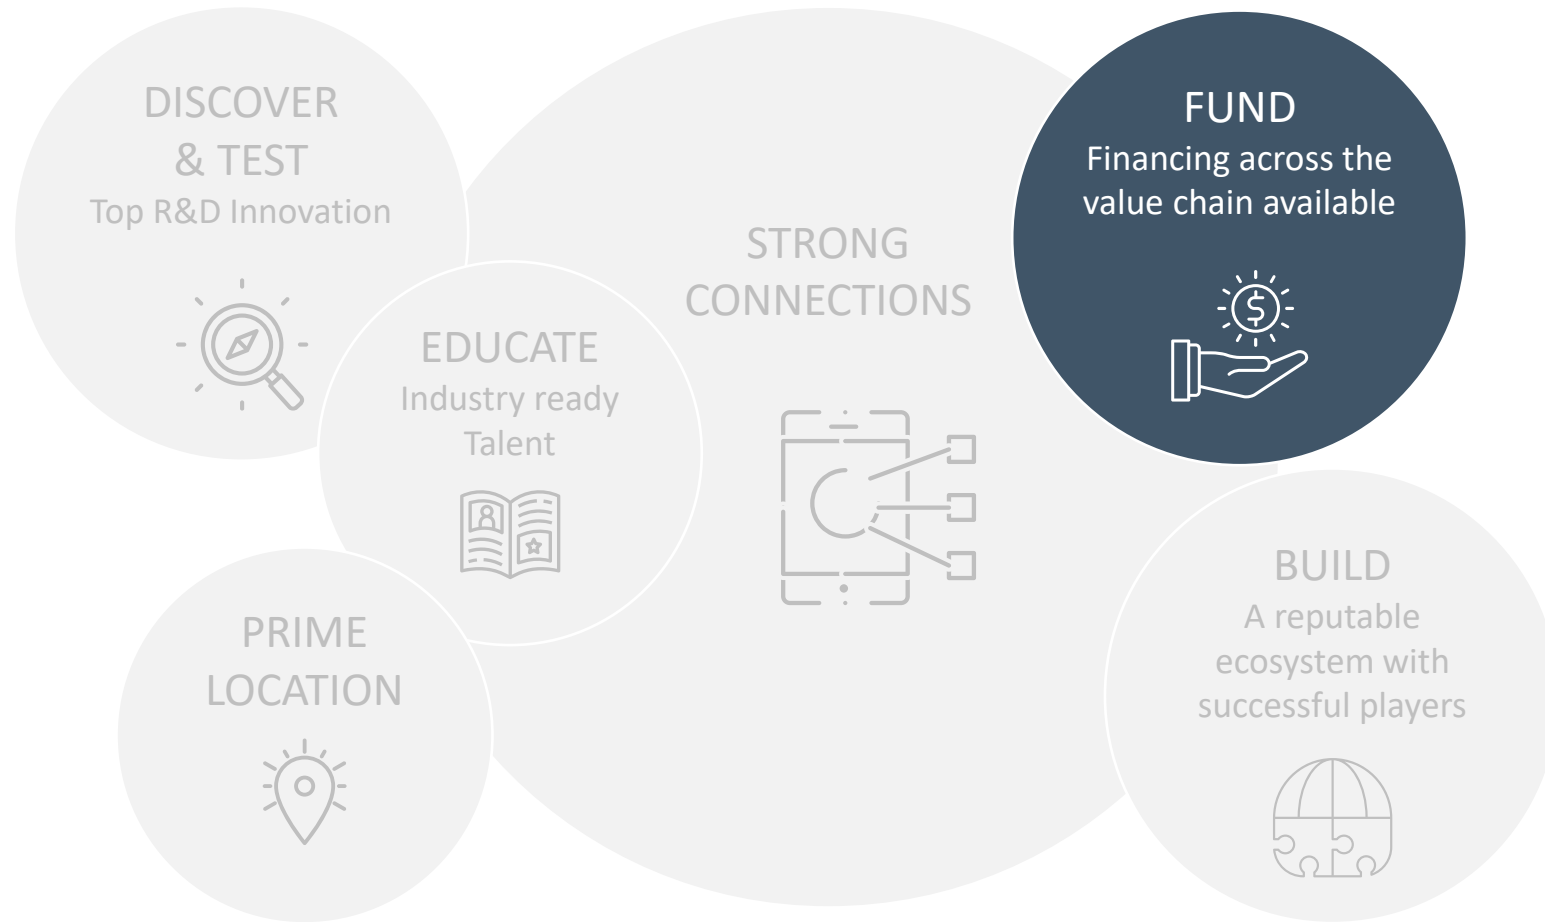 DISCOVER
& TEST
Top R&D Innovation
EDUCATE
Industry ready
Talent
PRIME
LOCATION
STRONG
CONNECTIONS
FUND
Financing across the
value chain available
$
BUILD
A reputable
ecosystem with
successful players